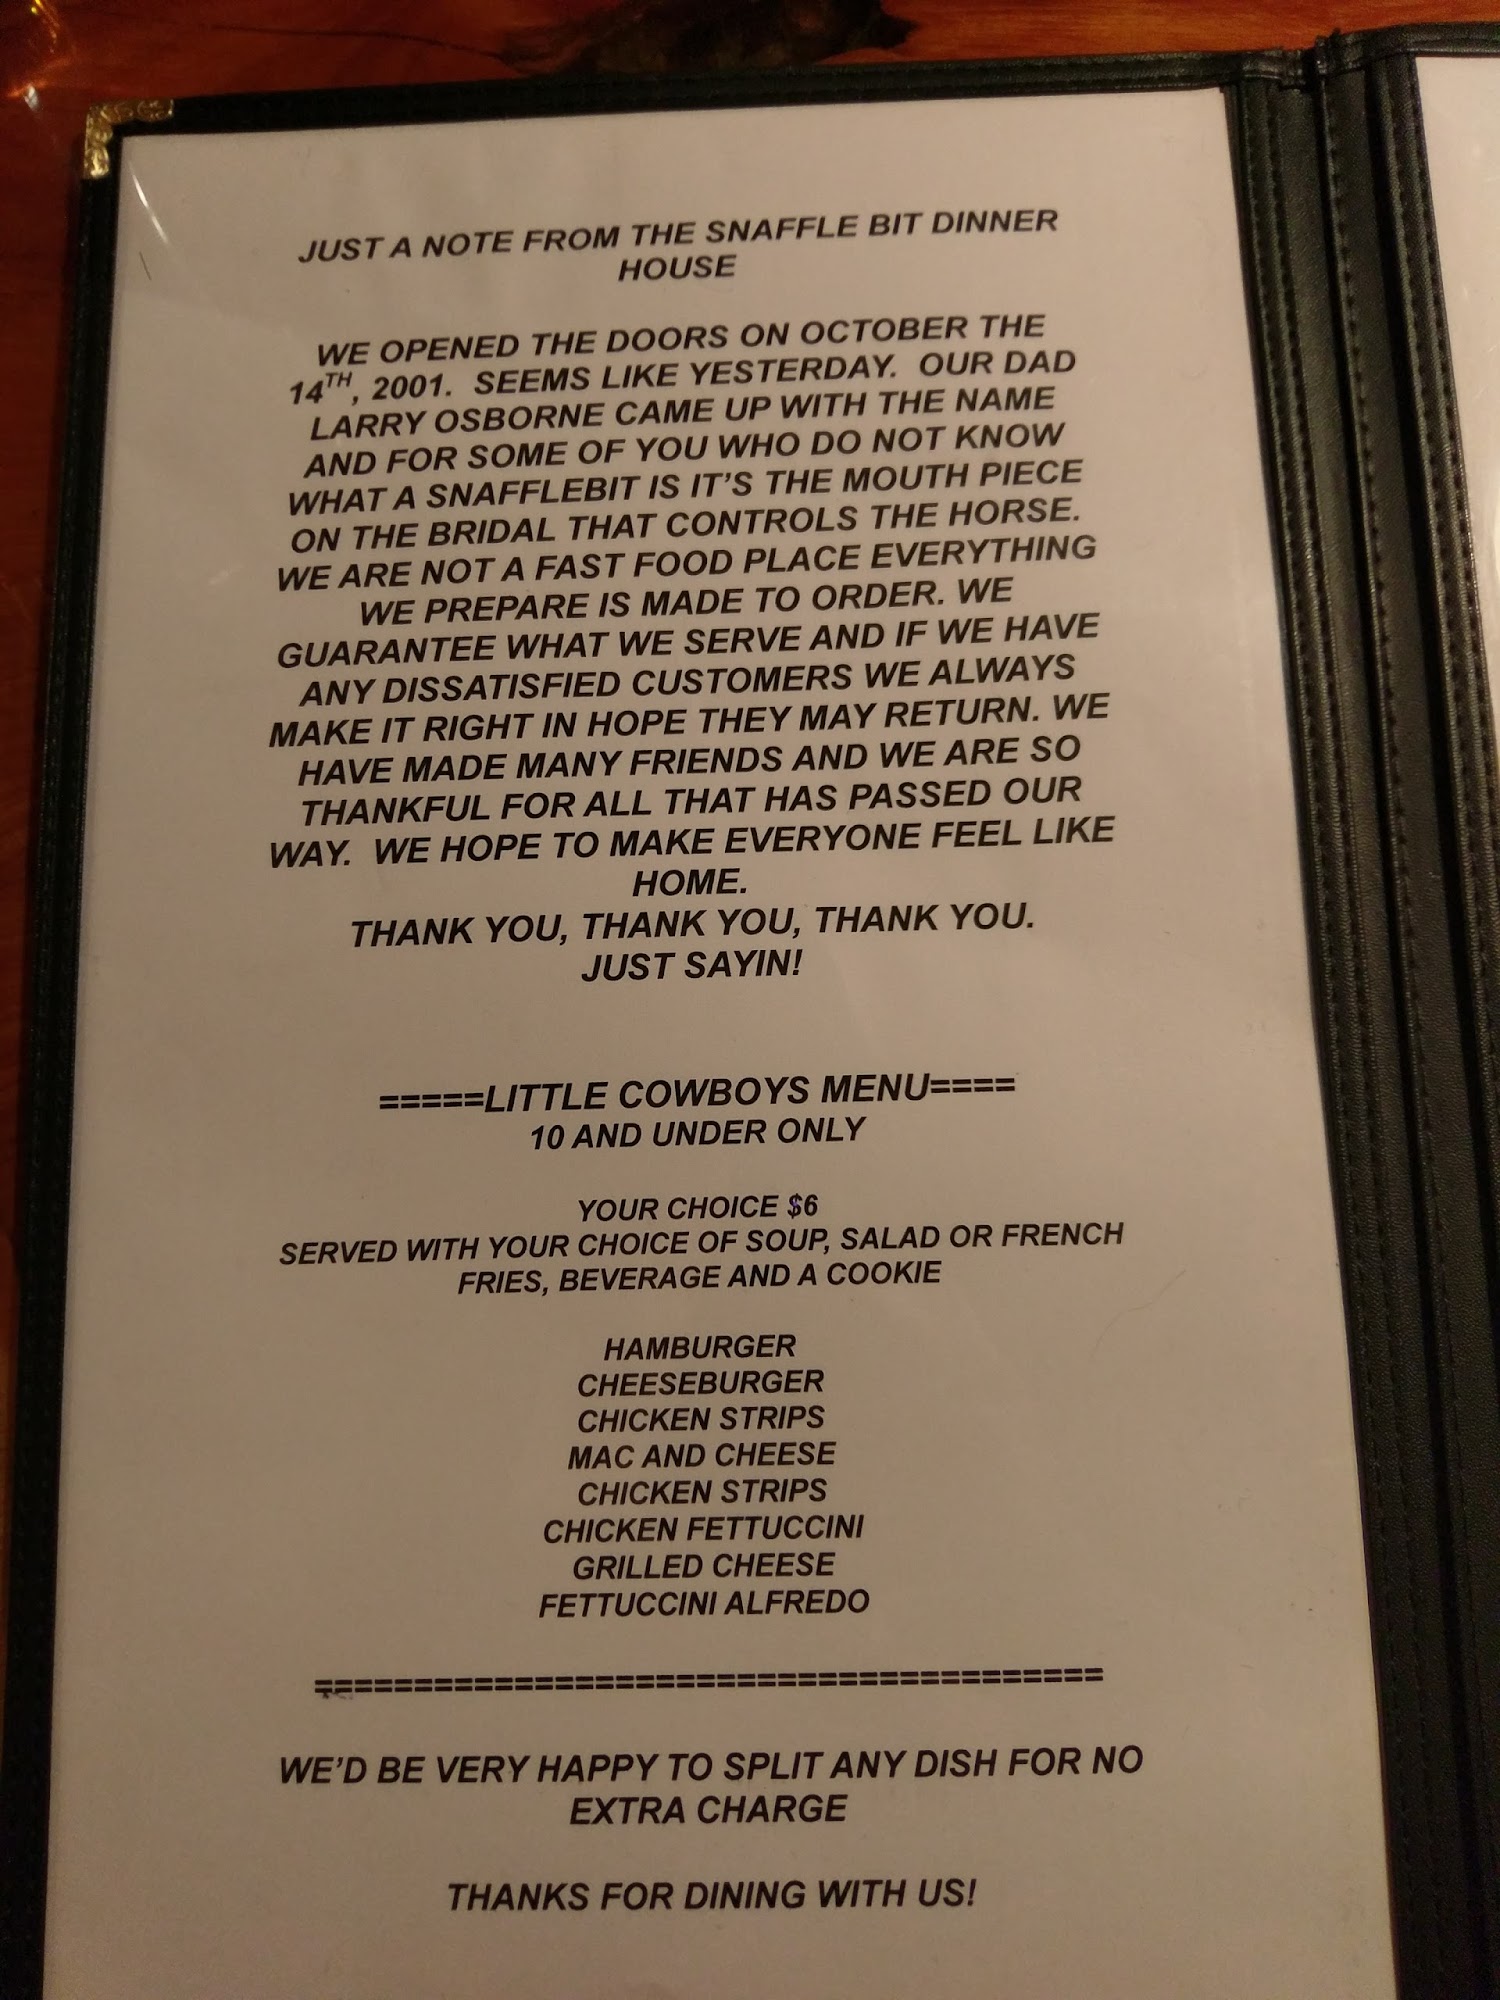 JUST A NOTE FROM THE SNAFFLE BIT DINNER
HOUSE
WE OPENED THE DOORS ON OCTOBER THE
14TH, 2001. SEEMS LIKE YESTERDAY. OUR DAD
LARRY OSBORNE CAME UP WITH THE NAME
AND FOR SOME OF YOU WHO DO NOT KNOW
WHAT A SNAFFLEBIT IS IT'S THE MOUTH PIECE
ON THE BRIDAL THAT CONTROLS THE HORSE.
WE ARE NOT A FAST FOOD PLACE EVERYTHING
WE PREPARE IS MADE TO ORDER. WE
GUARANTEE WHAT WE SERVE AND IF WE HAVE
ANY DISSATISFIED CUSTOMERS WE ALWAYS
MAKE IT RIGHT IN HOPE THEY MAY RETURN. WE
HAVE MADE MANY FRIENDS AND WE ARE SO
THANKFUL FOR ALL THAT HAS PASSED OUR
WAY. WE HOPE TO MAKE EVERYONE FEEL LIKE
HOME.
THANK YOU, THANK YOU, THANK YOU.
JUST SAYIN!
=====LITTLE COWBOYS MENU====
10 AND UNDER ONLY
YOUR CHOICE $6
SERVED WITH YOUR CHOICE OF SOUP, SALAD OR FRENCH
FRIES, BEVERAGE AND A COOKIE
HAMBURGER
CHEESEBURGER
CHICKEN STRIPS
MAC AND CHEESE
CHICKEN STRIPS
CHICKEN FETTUCCINI
GRILLED CHEESE
FETTUCCINI ALFREDO
=======================================
WE'D BE VERY HAPPY TO SPLIT ANY DISH FOR NO
EXTRA CHARGE
THANKS FOR DINING WITH US!